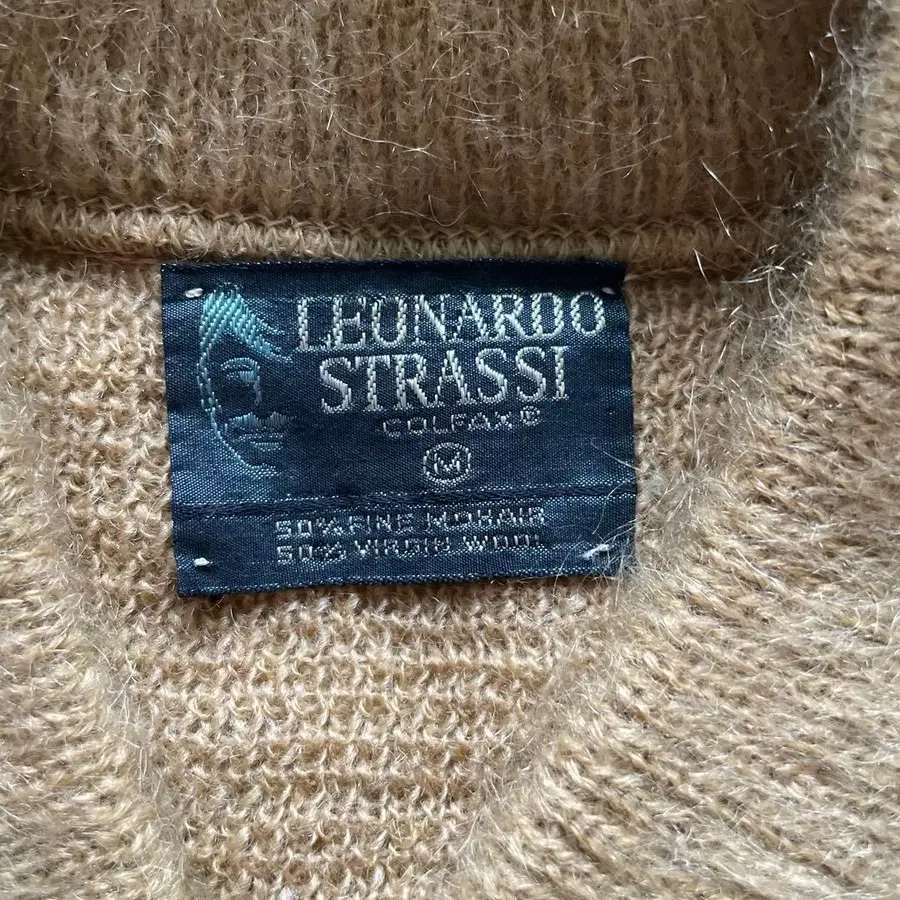 LEONARDO
STRASSI
COLFAX®
M
50% FINE MOHAIR
50% VIRGIN WOOL